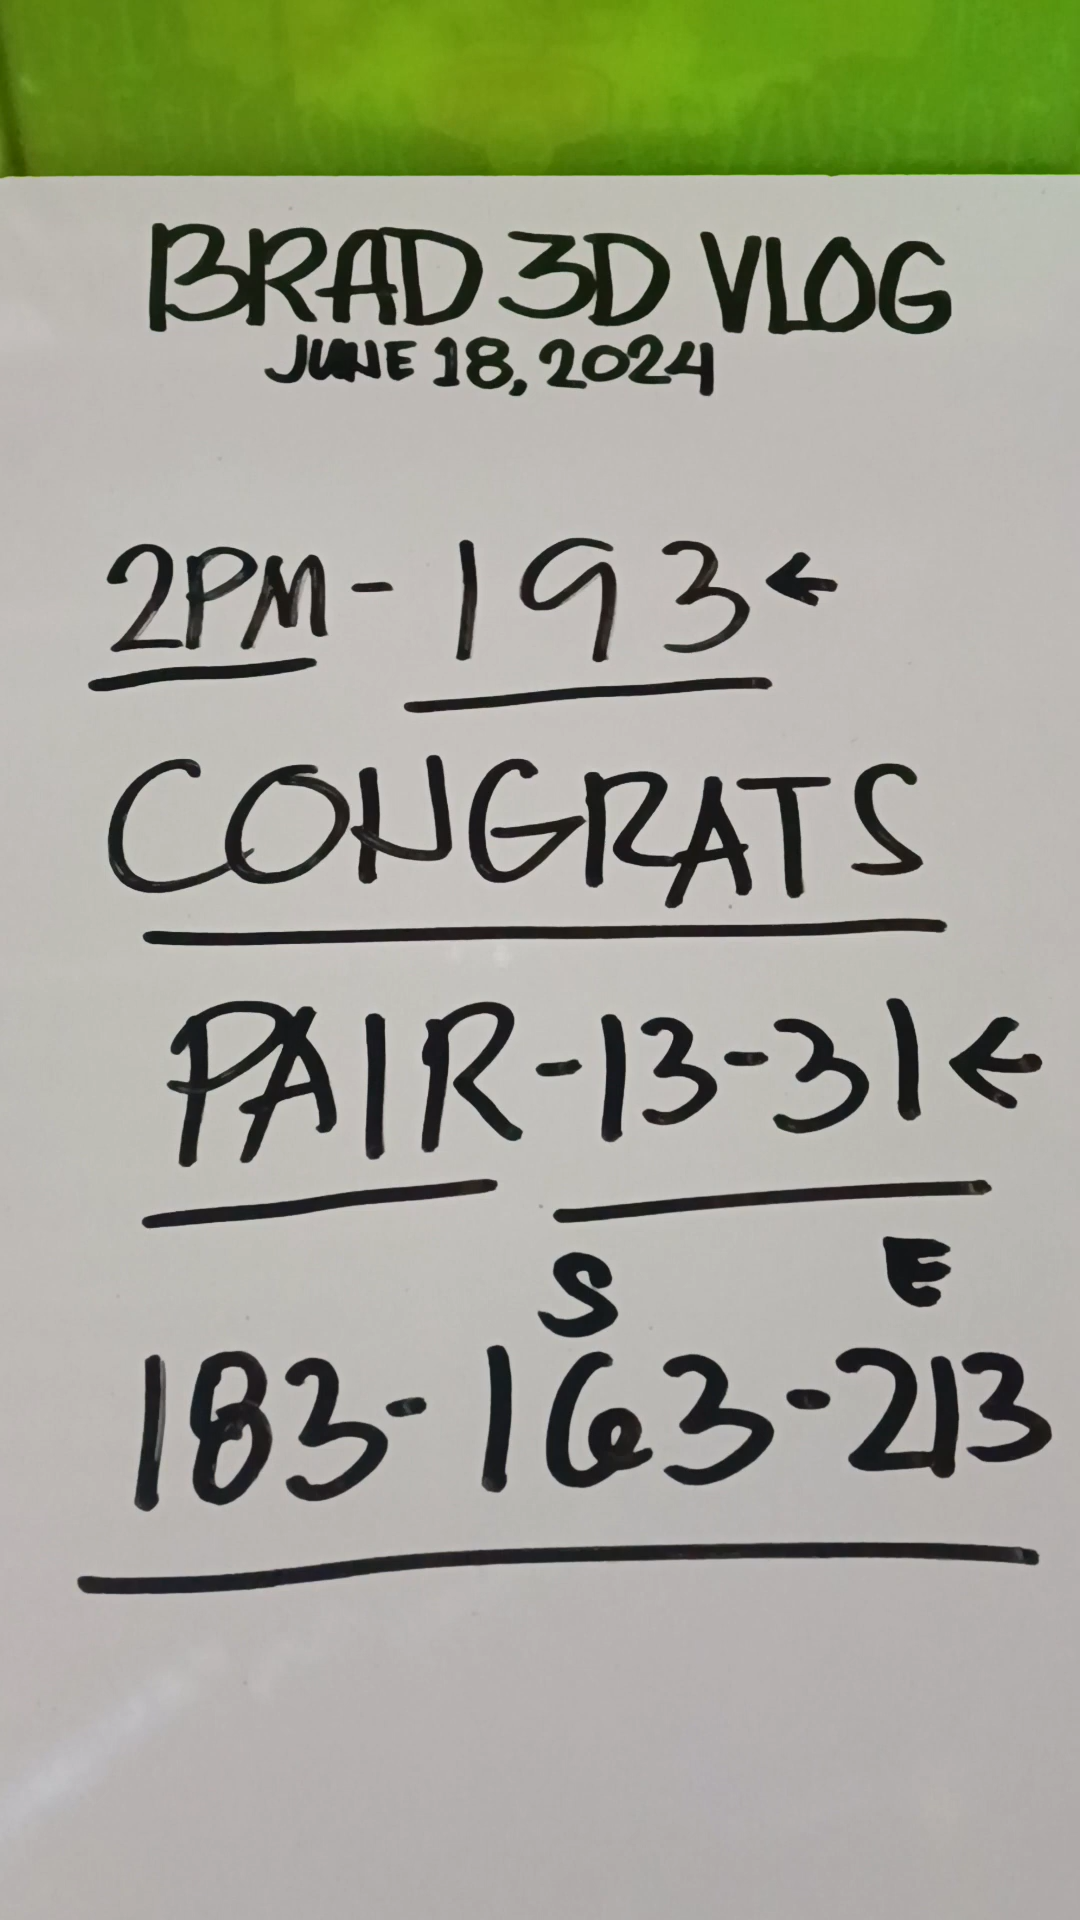 BRAD 3D VLOG
JUNE 18, 2024
2PM - 193 ←
CONGRATS
PAIR - 13 - 31 ←
S E
183 - 163 - 213